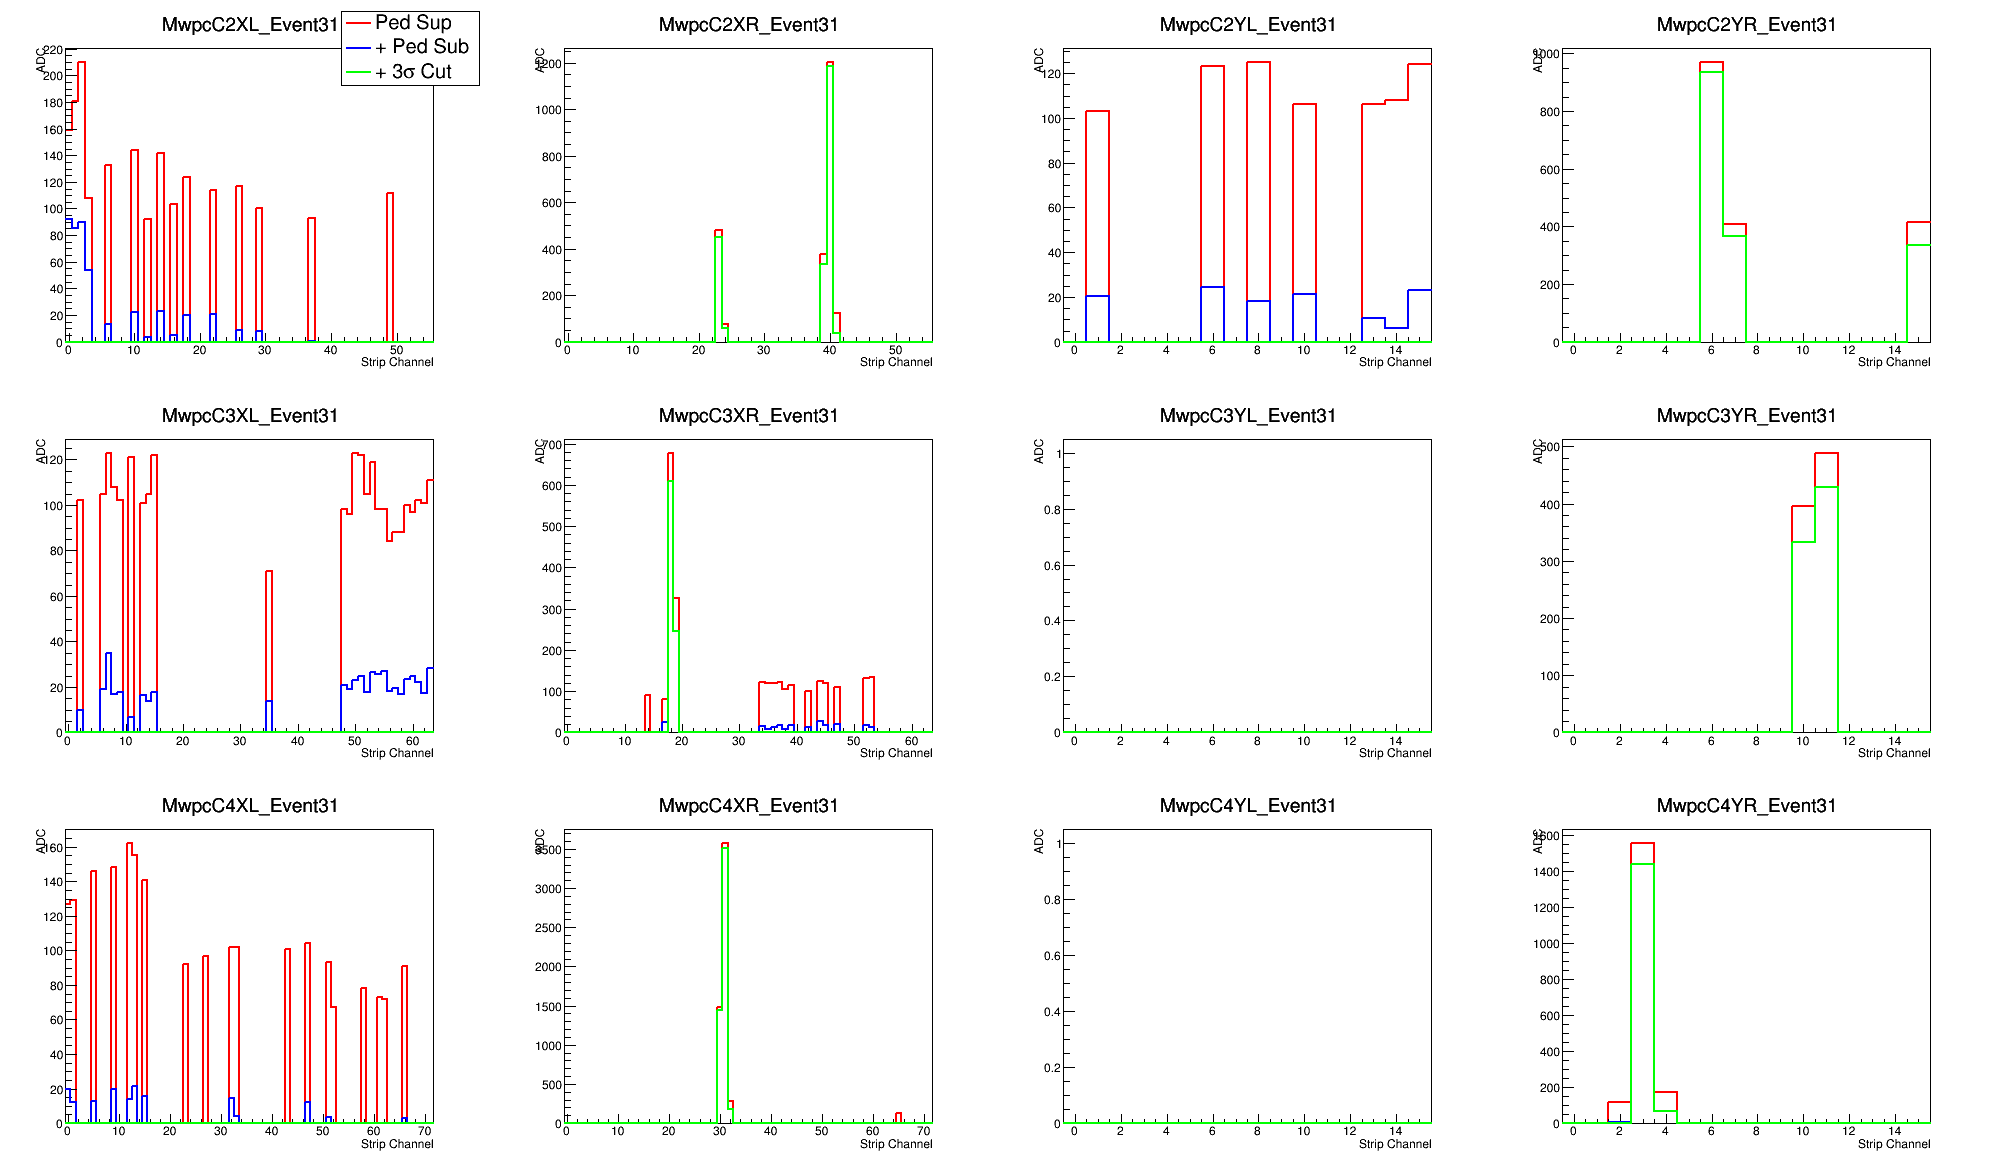 MwpcC2XL_Event31
Ped Sup
+ Ped Sub
+ 3σ Cut
ADC
220
200
180
160
140
120
100
80
60
40
20
0
0 10 20 30 40 50
Strip Channel
MwpcC2XR_Event31
ADC
1200
1000
800
600
400
200
0
0 10 20 30 40 50
Strip Channel
MwpcC2YL_Event31
ADC
120
100
80
60
40
20
0
0 2 4 6 8 10 12 14
Strip Channel
MwpcC2YR_Event31
ADC
1000
800
600
400
200
0
0 2 4 6 8 10 12 14
Strip Channel
MwpcC3XL_Event31
ADC
120
100
80
60
40
20
0
0 10 20 30 40 50 60
Strip Channel
MwpcC3XR_Event31
ADC
700
600
500
400
300
200
100
0
0 10 20 30 40 50 60
Strip Channel
MwpcC3YL_Event31
ADC
1
0.8
0.6
0.4
0.2
0
0 2 4 6 8 10 12 14
Strip Channel
MwpcC3YR_Event31
ADC
500
400
300
200
100
0
0 2 4 6 8 10 12 14
Strip Channel
MwpcC4XL_Event31
ADC
160
140
120
100
80
60
40
20
0
0 10 20 30 40 50 60 70
Strip Channel
MwpcC4XR_Event31
ADC
3500
3000
2500
2000
1500
1000
500
0
0 10 20 30 40 50 60 70
Strip Channel
MwpcC4YL_Event31
ADC
1
0.8
0.6
0.4
0.2
0
0 2 4 6 8 10 12 14
Strip Channel
MwpcC4YR_Event31
ADC
1600
1400
1200
1000
800
600
400
200
0
0 2 4 6 8 10 12 14
Strip Channel